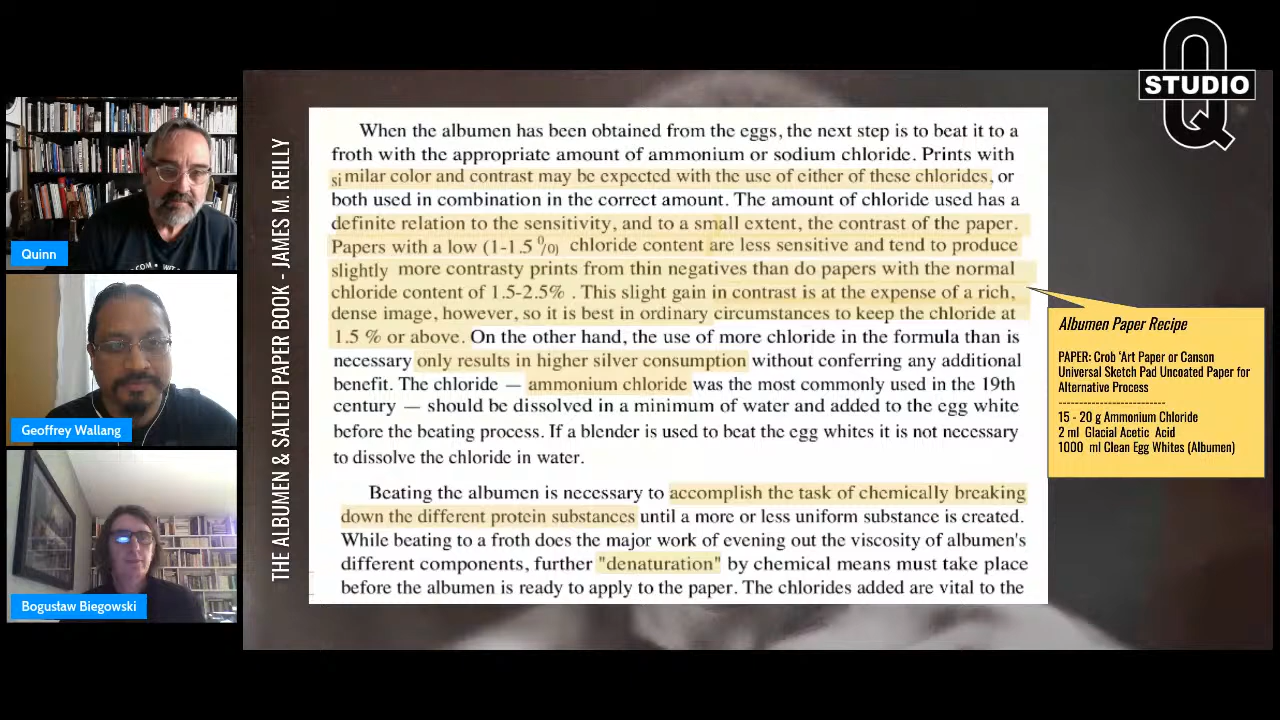 STUDIO
Q
Quinn
Geoffrey Wallang
Bogusław Biegowski
THE ALBUMEN & SALTED PAPER BOOK - JAMES M. REILLY
When the albumen has been obtained from the eggs, the next step is to beat it to a
froth with the appropriate amount of ammonium or sodium chloride. Prints with
similar color and contrast may be expected with the use of either of these chlorides, or
both used in combination in the correct amount. The amount of chloride used has a
definite relation to the sensitivity, and to a small extent, the contrast of the paper.
Papers with a low (1-1.5 %) chloride content are less sensitive and tend to produce
slightly more contrasty prints from thin negatives than do papers with the normal
chloride content of 1.5-2.5% . This slight gain in contrast is at the expense of a rich,
dense image, however, so it is best in ordinary circumstances to keep the chloride at
1.5 % or above. On the other hand, the use of more chloride in the formula than is
necessary only results in higher silver consumption without conferring any additional
benefit. The chloride — ammonium chloride was the most commonly used in the 19th
century — should be dissolved in a minimum of water and added to the egg white
before the beating process. If a blender is used to beat the egg whites it is not necessary
to dissolve the chloride in water.
Beating the albumen is necessary to accomplish the task of chemically breaking
down the different protein substances until a more or less uniform substance is created.
While beating to a froth does the major work of evening out the viscosity of albumen's
different components, further "denaturation" by chemical means must take place
before the albumen is ready to apply to the paper. The chlorides added are vital to the
Albumen Paper Recipe
PAPER: Crob 'Art Paper or Canson
Universal Sketch Pad Uncoated Paper for
Alternative Process
--------------------------
15 - 20 g Ammonium Chloride
2 ml Glacial Acetic Acid
1000 ml Clean Egg Whites (Albumen)